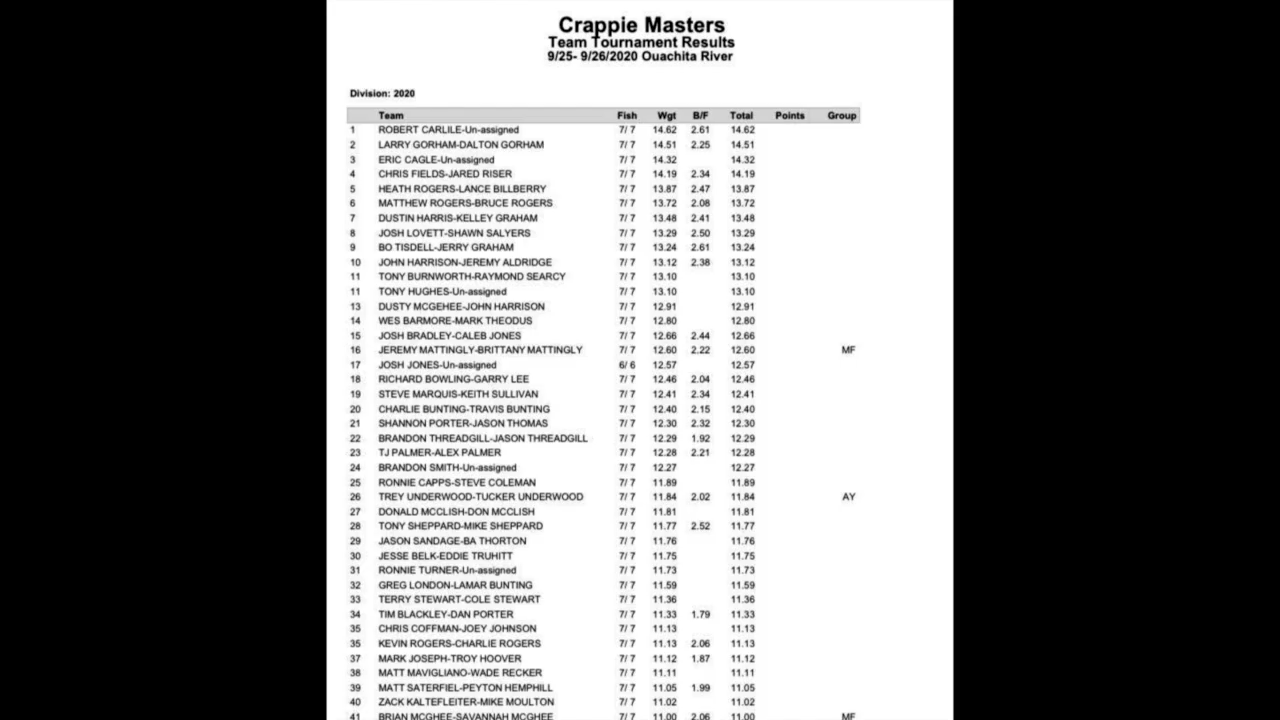 Crappie Masters
Team Tournament Results
9/25- 9/26/2020 Ouachita River
Division: 2020
Team Fish Wgt B/F Total Points Group
1 ROBERT CARLILE-Un-assigned 7/ 7 14.62 2.61 14.62
2 LARRY GORHAM-DALTON GORHAM 7/ 7 14.51 2.25 14.51
3 ERIC CAGLE-Un-assigned 7/ 7 14.32 14.32
4 CHRIS FIELDS-JARED RISER 7/ 7 14.19 2.34 14.19
5 HEATH ROGERS-LANCE BILLBERRY 7/ 7 13.87 2.47 13.87
6 MATTHEW ROGERS-BRUCE ROGERS 7/ 7 13.72 2.08 13.72
7 DUSTIN HARRIS-KELLEY GRAHAM 7/ 7 13.48 2.41 13.48
8 JOSH LOVETT-SHAWN SALYERS 7/ 7 13.29 2.50 13.29
9 BO TISDELL-JERRY GRAHAM 7/ 7 13.24 2.61 13.24
10 JOHN HARRISON-JEREMY ALDRIDGE 7/ 7 13.12 2.38 13.12
11 TONY BURNWORTH-RAYMOND SEARCY 7/ 7 13.10 13.10
11 TONY HUGHES-Un-assigned 7/ 7 13.10 13.10
13 DUSTY MCGEHEE-JOHN HARRISON 7/ 7 12.91 12.91
14 WES BARMORE-MARK THEODUS 7/ 7 12.80 12.80
15 JOSH BRADLEY-CALEB JONES 7/ 7 12.66 2.44 12.66
16 JEREMY MATTINGLY-BRITTANY MATTINGLY 7/ 7 12.60 2.22 12.60 MF
17 JOSH JONES-Un-assigned 6/ 6 12.57 12.57
18 RICHARD BOWLING-GARRY LEE 7/ 7 12.46 2.04 12.46
19 STEVE MARQUIS-KEITH SULLIVAN 7/ 7 12.41 2.34 12.41
20 CHARLIE BUNTING-TRAVIS BUNTING 7/ 7 12.40 2.15 12.40
21 SHANNON PORTER-JASON THOMAS 7/ 7 12.30 2.32 12.30
22 BRANDON THREADGILL-JASON THREADGILL 7/ 7 12.29 1.92 12.29
23 TJ PALMER-ALEX PALMER 7/ 7 12.28 2.21 12.28
24 BRANDON SMITH-Un-assigned 7/ 7 12.27 12.27
25 RONNIE CAPPS-STEVE COLEMAN 7/ 7 11.89 11.89
26 TREY UNDERWOOD-TUCKER UNDERWOOD 7/ 7 11.84 2.02 11.84 AY
27 DONALD MCCLISH-DON MCCLISH 7/ 7 11.81 11.81
28 TONY SHEPPARD-MIKE SHEPPARD 7/ 7 11.77 2.52 11.77
29 JASON SANDAGE-BA THORTON 7/ 7 11.76 11.76
30 JESSE BELK-EDDIE TRUHITT 7/ 7 11.75 11.75
31 RONNIE TURNER-Un-assigned 7/ 7 11.73 11.73
32 GREG LONDON-LAMAR BUNTING 7/ 7 11.59 11.59
33 TERRY STEWART-COLE STEWART 7/ 7 11.36 11.36
34 TIM BLACKLEY-DAN PORTER 7/ 7 11.33 1.79 11.33
35 CHRIS COFFMAN-JOEY JOHNSON 7/ 7 11.13 11.13
35 KEVIN ROGERS-CHARLIE ROGERS 7/ 7 11.13 2.06 11.13
37 MARK JOSEPH-TROY HOOVER 7/ 7 11.12 1.87 11.12
38 MATT MAVIGLIANO-WADE RECKER 7/ 7 11.11 11.11
39 MATT SATERFIEL-PEYTON HEMPHILL 7/ 7 11.05 1.99 11.05
40 ZACK KALTEFLEITER-MIKE MOULTON 7/ 7 11.02 11.02
41 BRIAN MCGHEE-SAVANNAH MCGHEE 7/ 7 11.00 2.06 11.00 MF